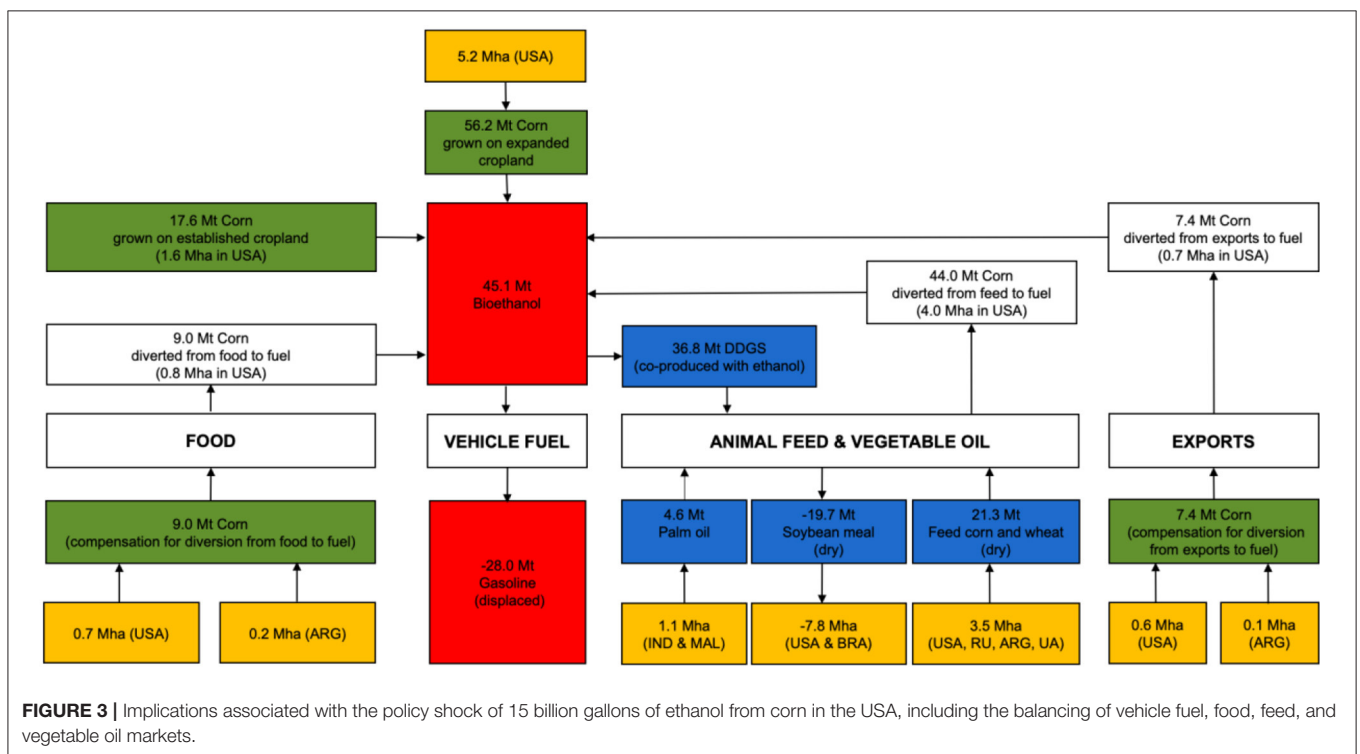 5.2 Mha (USA)
56.2 Mt Corn
grown on expanded
cropland
17.6 Mt Corn
grown on established cropland
(1.6 Mha in USA)
45.1 Mt
Bioethanol
7.4 Mt Corn
diverted from exports to fuel
(0.7 Mha in USA)
44.0 Mt Corn
diverted from feed to fuel
(4.0 Mha in USA)
9.0 Mt Corn
diverted from food to fuel
(0.8 Mha in USA)
36.8 Mt DDGS
(co-produced with ethanol)
FOOD
VEHICLE FUEL
ANIMAL FEED & VEGETABLE OIL
EXPORTS
9.0 Mt Corn
(compensation for diversion from food to fuel)
-28.0 Mt
Gasoline
(displaced)
4.6 Mt
Palm oil
-19.7 Mt
Soybean meal
(dry)
21.3 Mt
Feed corn and wheat
(dry)
7.4 Mt Corn
(compensation for diversion
from exports to fuel)
0.7 Mha (USA)
0.2 Mha (ARG)
1.1 Mha
(IND & MAL)
-7.8 Mha
(USA & BRA)
3.5 Mha
(USA, RU, ARG, UA)
0.6 Mha
(USA)
0.1 Mha
(ARG)
FIGURE 3 | Implications associated with the policy shock of 15 billion gallons of ethanol from corn in the USA, including the balancing of vehicle fuel, food, feed, and
vegetable oil markets.